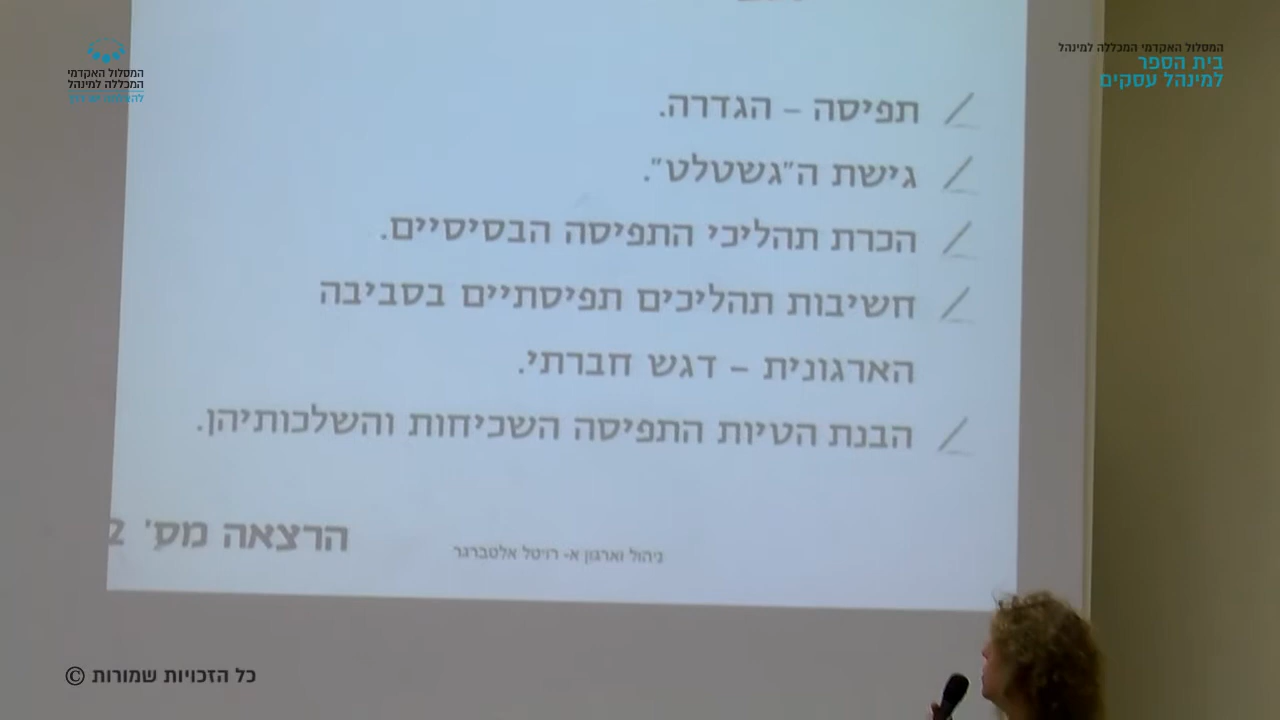 המסלול האקדמי
המכללה למינהל
המסלול האקדמי המכללה למינהל
בית הספר
למינהל עסקים
תפיסה – הגדרה.
גישת ה"גשטלט".
הכרת תהליכי התפיסה הבסיסיים.
חשיבות תהליכים תפיסתיים בסביבה
הארגונית – דגש חברתי.
הבנת הטיות התפיסה השכיחות והשלכותיהן.
הרצאה מס' 2
ניהול וארגון א- רויטל אלטברגר
כל הזכויות שמורות ©